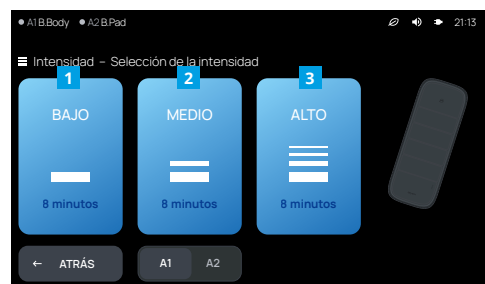 A1 B.Body A2 B.Pad 21:13
Intensidad – Selección de la intensidad
1 2 3
BAJO MEDIO ALTO
8 minutos 8 minutos 8 minutos
← ATRÁS A1 A2